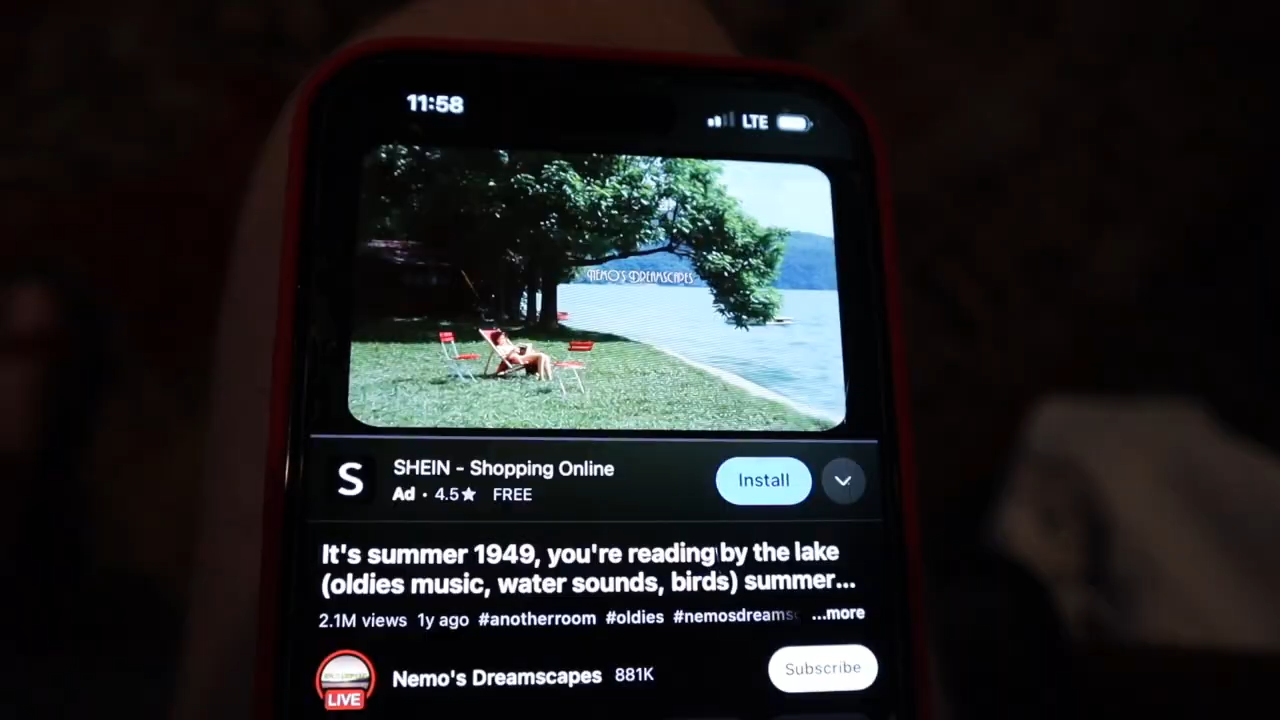 11:58
LTE
NEMO'S DREAMSCAPES
S
SHEIN - Shopping Online
Install
Ad · 4.5★ FREE
It's summer 1949, you're reading by the lake
(oldies music, water sounds, birds) summer...
2.1M views 1y ago #anotherroom #oldies #nemosdreams ...more
Nemo's Dreamscapes 881K
Subscribe
LIVE